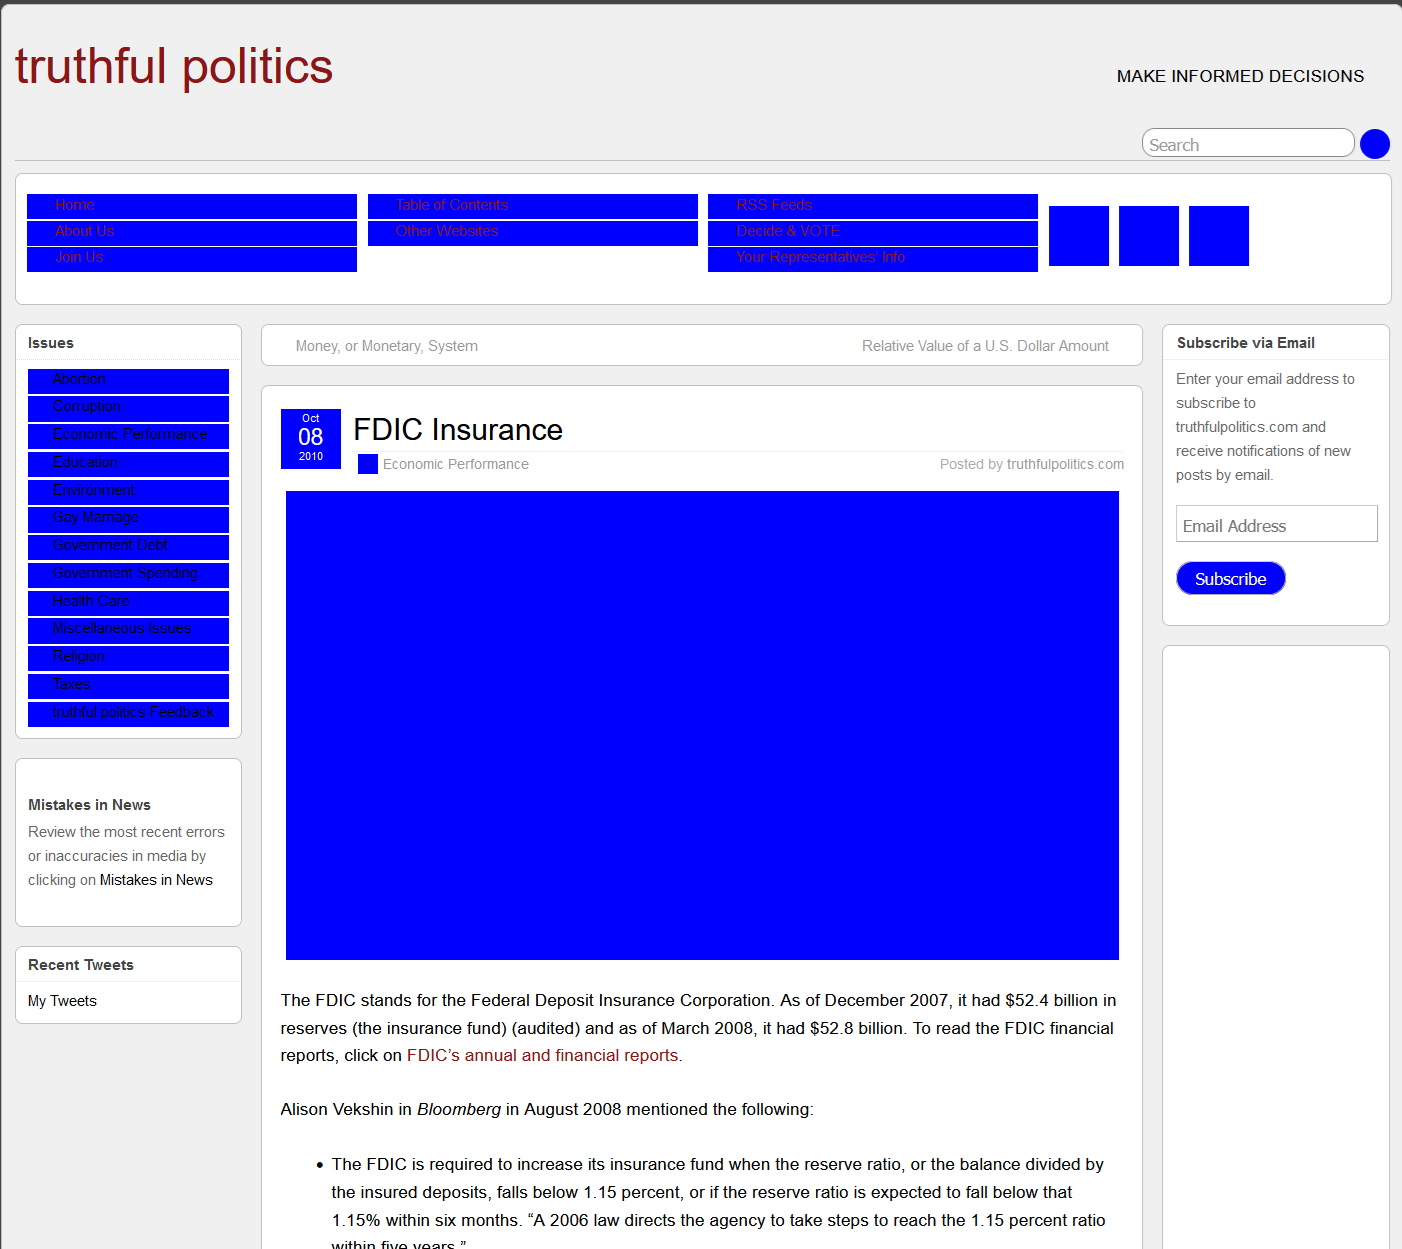 truthful politics
MAKE INFORMED DECISIONS
Search
Home
About Us
Join Us
Table of Contents
Other Websites
RSS Feeds
Decide & VOTE
Your Representatives' Info
Issues
Abortion
Corruption
Economic Performance
Education
Environment
Gay Marriage
Government Debt
Government Spending
Health Care
Miscellaneous Issues
Religion
Taxes
truthful politics Feedback
Mistakes in News
Review the most recent errors
or inaccuracies in media by
clicking on Mistakes in News
Recent Tweets
My Tweets
Money, or Monetary, System
Relative Value of a U.S. Dollar Amount
Oct
08
2010
FDIC Insurance
Economic Performance
Posted by truthfulpolitics.com
The FDIC stands for the Federal Deposit Insurance Corporation. As of December 2007, it had $52.4 billion in
reserves (the insurance fund) (audited) and as of March 2008, it had $52.8 billion. To read the FDIC financial
reports, click on FDIC’s annual and financial reports.
Alison Vekshin in Bloomberg in August 2008 mentioned the following:
• The FDIC is required to increase its insurance fund when the reserve ratio, or the balance divided by
the insured deposits, falls below 1.15 percent, or if the reserve ratio is expected to fall below that
1.15% within six months. “A 2006 law directs the agency to take steps to reach the 1.15 percent ratio
within five years.”
Subscribe via Email
Enter your email address to
subscribe to
truthfulpolitics.com and
receive notifications of new
posts by email.
Email Address
Subscribe